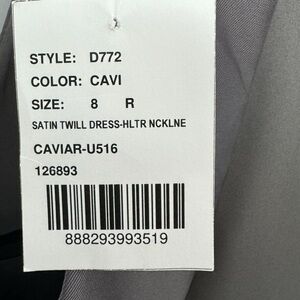 STYLE: D772
COLOR: CAVI
SIZE: 8 R
SATIN TWILL DRESS-HLTR NCKLNE
CAVIAR-U516
126893
888293993519